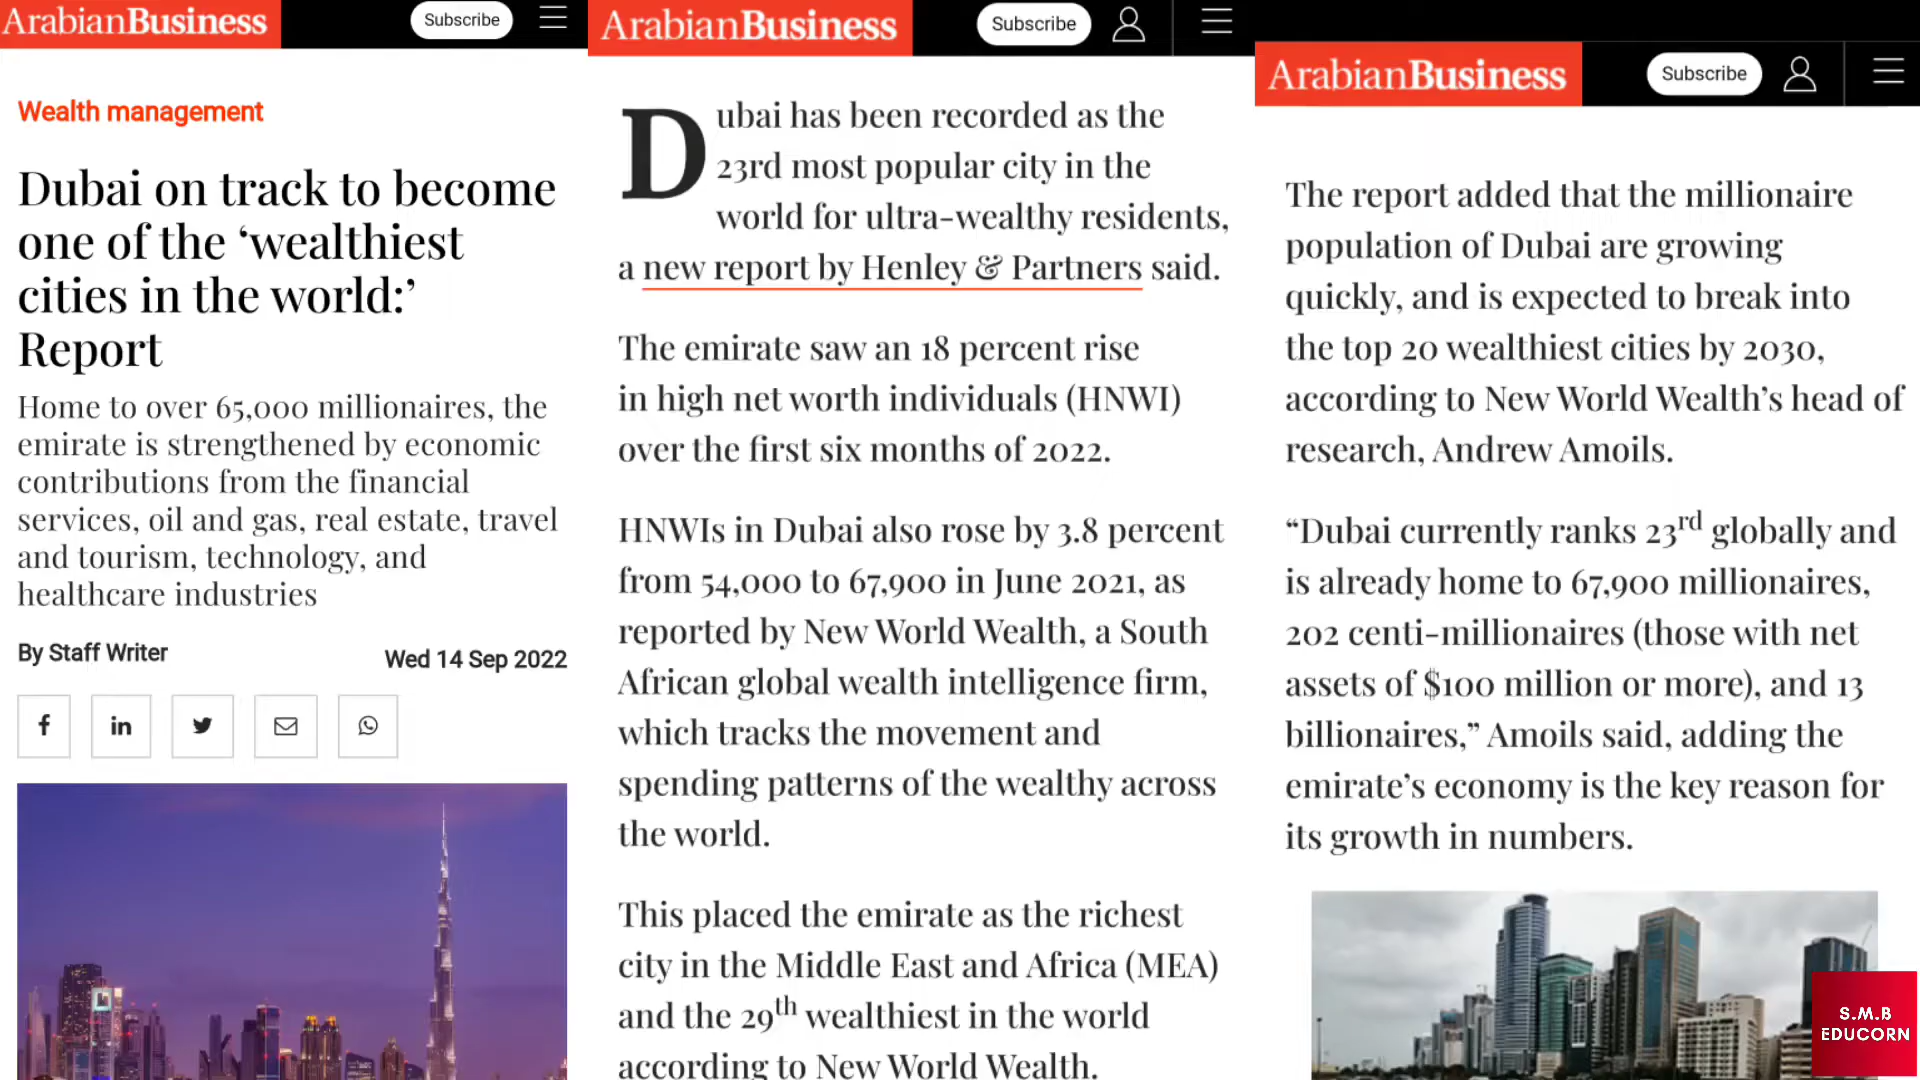 ArabianBusiness
Subscribe
Wealth management
Dubai on track to become
one of the ‘wealthiest
cities in the world:’
Report
Home to over 65,000 millionaires, the
emirate is strengthened by economic
contributions from the financial
services, oil and gas, real estate, travel
and tourism, technology, and
healthcare industries
By Staff Writer
Wed 14 Sep 2022
ArabianBusiness
Subscribe
Dubai has been recorded as the
23rd most popular city in the
world for ultra-wealthy residents,
a new report by Henley & Partners said.
The emirate saw an 18 percent rise
in high net worth individuals (HNWI)
over the first six months of 2022.
HNWIs in Dubai also rose by 3.8 percent
from 54,000 to 67,900 in June 2021, as
reported by New World Wealth, a South
African global wealth intelligence firm,
which tracks the movement and
spending patterns of the wealthy across
the world.
This placed the emirate as the richest
city in the Middle East and Africa (MEA)
and the 29th wealthiest in the world
according to New World Wealth.
ArabianBusiness
Subscribe
The report added that the millionaire
population of Dubai are growing
quickly, and is expected to break into
the top 20 wealthiest cities by 2030,
according to New World Wealth’s head of
research, Andrew Amoils.
“Dubai currently ranks 23rd globally and
is already home to 67,900 millionaires,
202 centi-millionaires (those with net
assets of $100 million or more), and 13
billionaires,” Amoils said, adding the
emirate’s economy is the key reason for
its growth in numbers.
S.M.B
EDUCORN